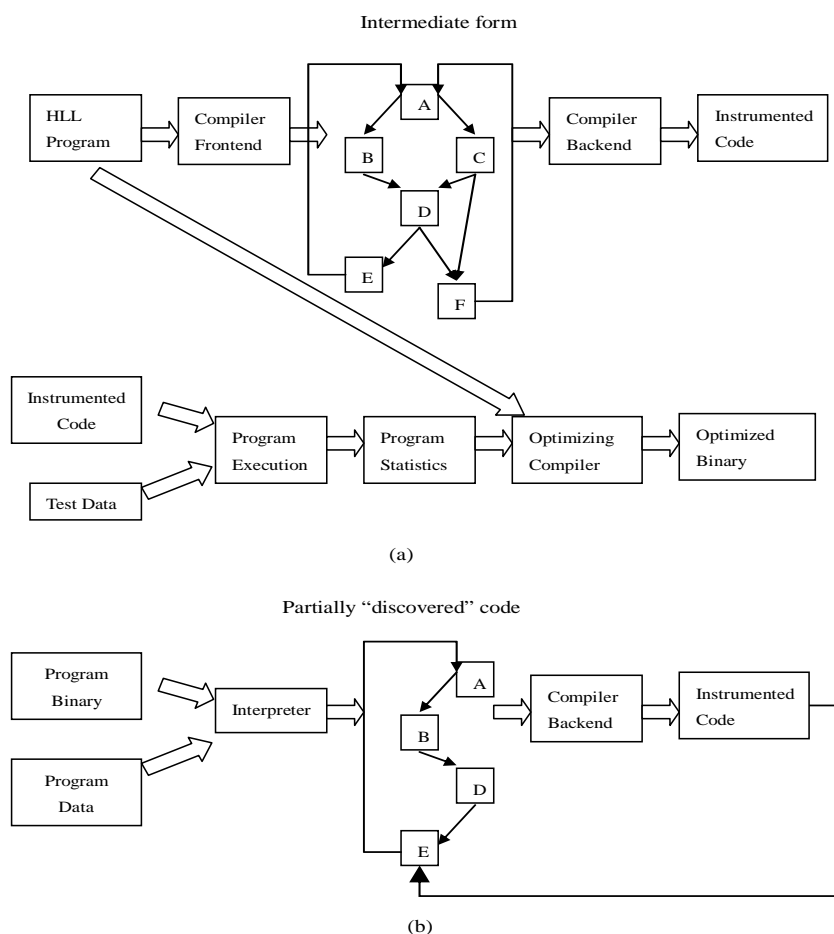 Intermediate form
HLL
Program
Compiler
Frontend
A
B
C
D
E
F
Compiler
Backend
Instrumented
Code
Instrumented
Code
Test Data
Program
Execution
Program
Statistics
Optimizing
Compiler
Optimized
Binary
(a)
Partially “discovered” code
Program
Binary
Program
Data
Interpreter
A
B
D
E
Compiler
Backend
Instrumented
Code
(b)